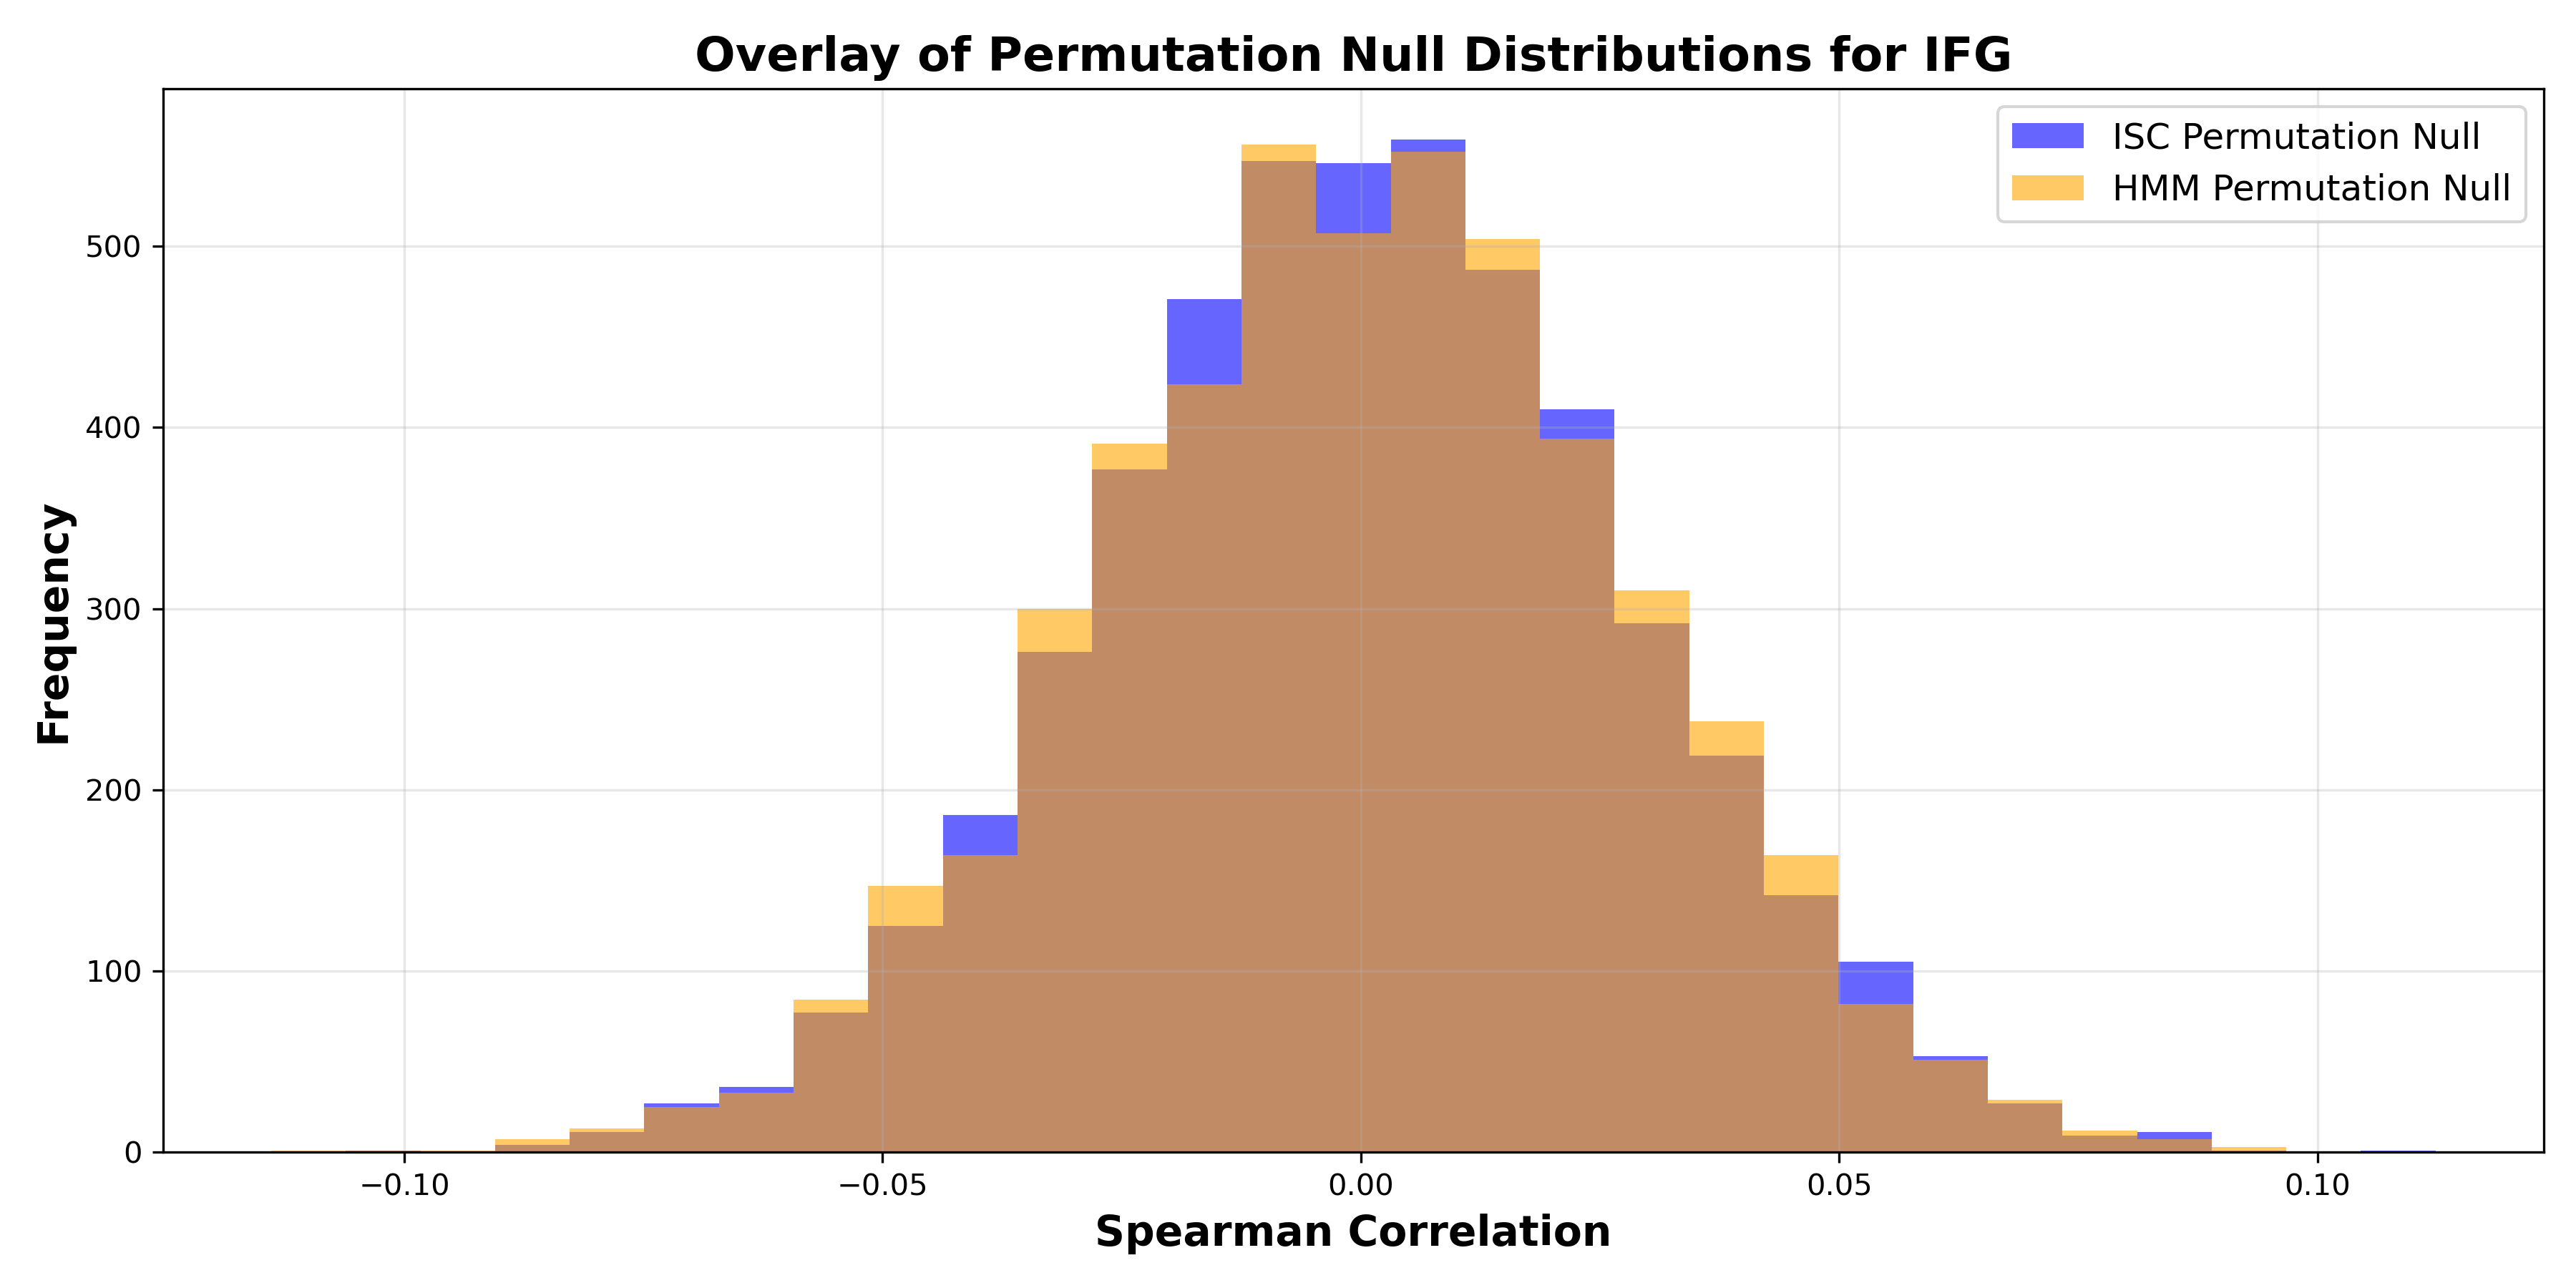 Overlay of Permutation Null Distributions for IFG
ISC Permutation Null
HMM Permutation Null
Frequency
500
400
300
200
100
0
−0.10
−0.05
0.00
0.05
0.10
Spearman Correlation